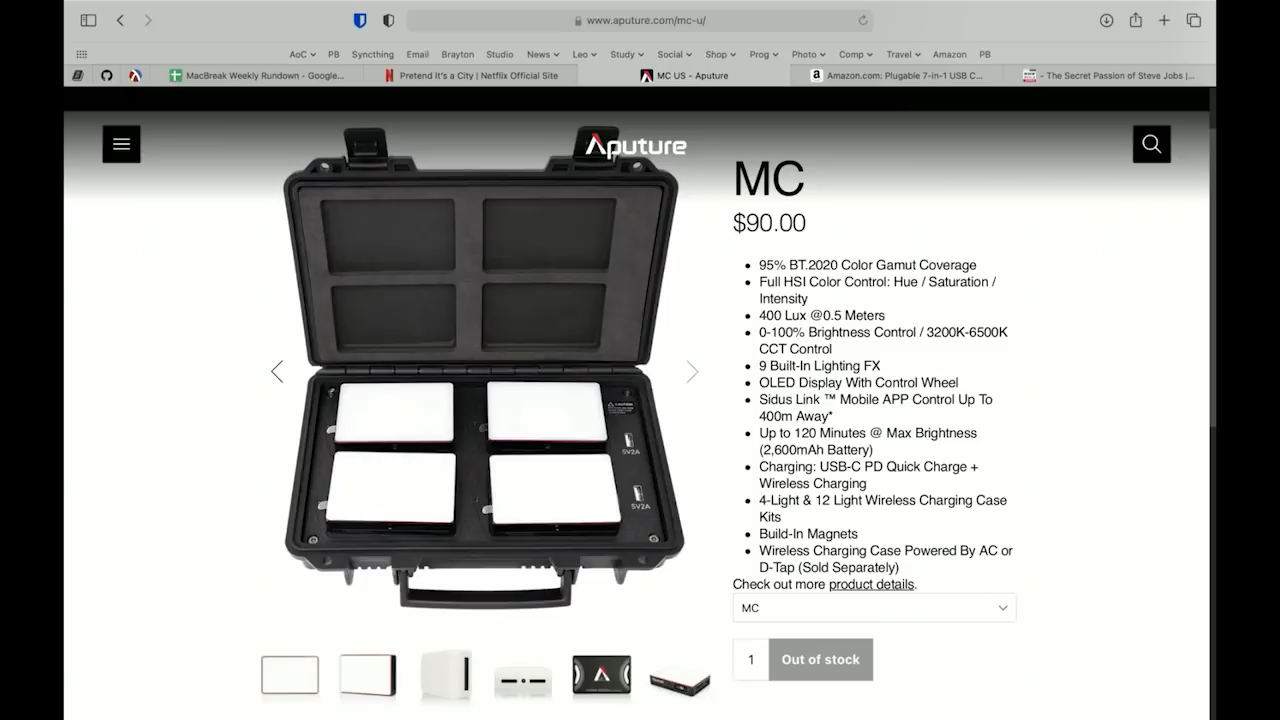 www.aputure.com/mc-u/
AoC PB Syncthing Email Brayton Studio News Leo Study Social Shop Prog Photo Comp Travel Amazon PB
MacBreak Weekly Rundown - Google... Pretend It's a City | Netflix Official Site MC US - Aputure Amazon.com: Plugable 7-in-1 USB C... - The Secret Passion of Steve Jobs |...
Aputure
MC
$90.00
• 95% BT.2020 Color Gamut Coverage
• Full HSI Color Control: Hue / Saturation /
Intensity
• 400 Lux @0.5 Meters
• 0-100% Brightness Control / 3200K-6500K
CCT Control
• 9 Built-In Lighting FX
• OLED Display With Control Wheel
• Sidus Link ™ Mobile APP Control Up To
400m Away*
• Up to 120 Minutes @ Max Brightness
(2,600mAh Battery)
• Charging: USB-C PD Quick Charge +
Wireless Charging
• 4-Light & 12 Light Wireless Charging Case
Kits
• Build-In Magnets
• Wireless Charging Case Powered By AC or
D-Tap (Sold Separately)
Check out more product details.
MC
1 Out of stock
5V2A
5V2A